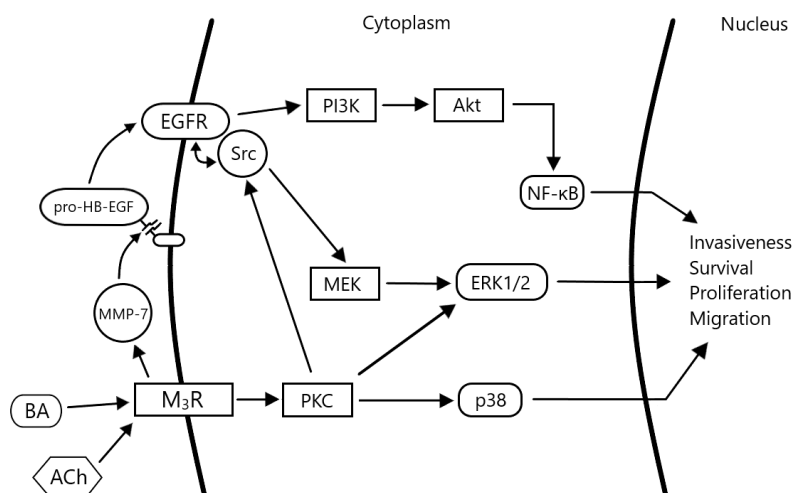 Cytoplasm
Nucleus
EGFR
PI3K
Akt
Src
pro-HB-EGF
NF-κB
Invasiveness
Survival
Proliferation
Migration
MEK
ERK1/2
MMP-7
BA
M₃R
PKC
p38
ACh